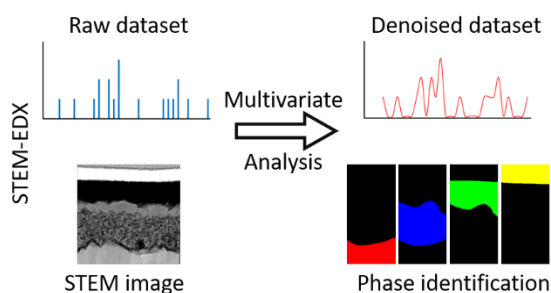 Raw dataset
Denoised dataset
STEM-EDX
Multivariate
Analysis
STEM image
Phase identification